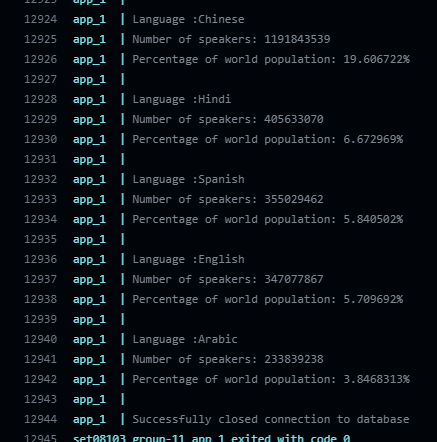 12924 app_1 | Language :Chinese
12925 app_1 | Number of speakers: 1191843539
12926 app_1 | Percentage of world population: 19.606722%
12927 app_1 |
12928 app_1 | Language :Hindi
12929 app_1 | Number of speakers: 405633070
12930 app_1 | Percentage of world population: 6.672969%
12931 app_1 |
12932 app_1 | Language :Spanish
12933 app_1 | Number of speakers: 355029462
12934 app_1 | Percentage of world population: 5.840502%
12935 app_1 |
12936 app_1 | Language :English
12937 app_1 | Number of speakers: 347077867
12938 app_1 | Percentage of world population: 5.709692%
12939 app_1 |
12940 app_1 | Language :Arabic
12941 app_1 | Number of speakers: 233839238
12942 app_1 | Percentage of world population: 3.8468313%
12943 app_1 |
12944 app_1 | Successfully closed connection to database
12945 set08103_group-11_app_1 exited with code 0